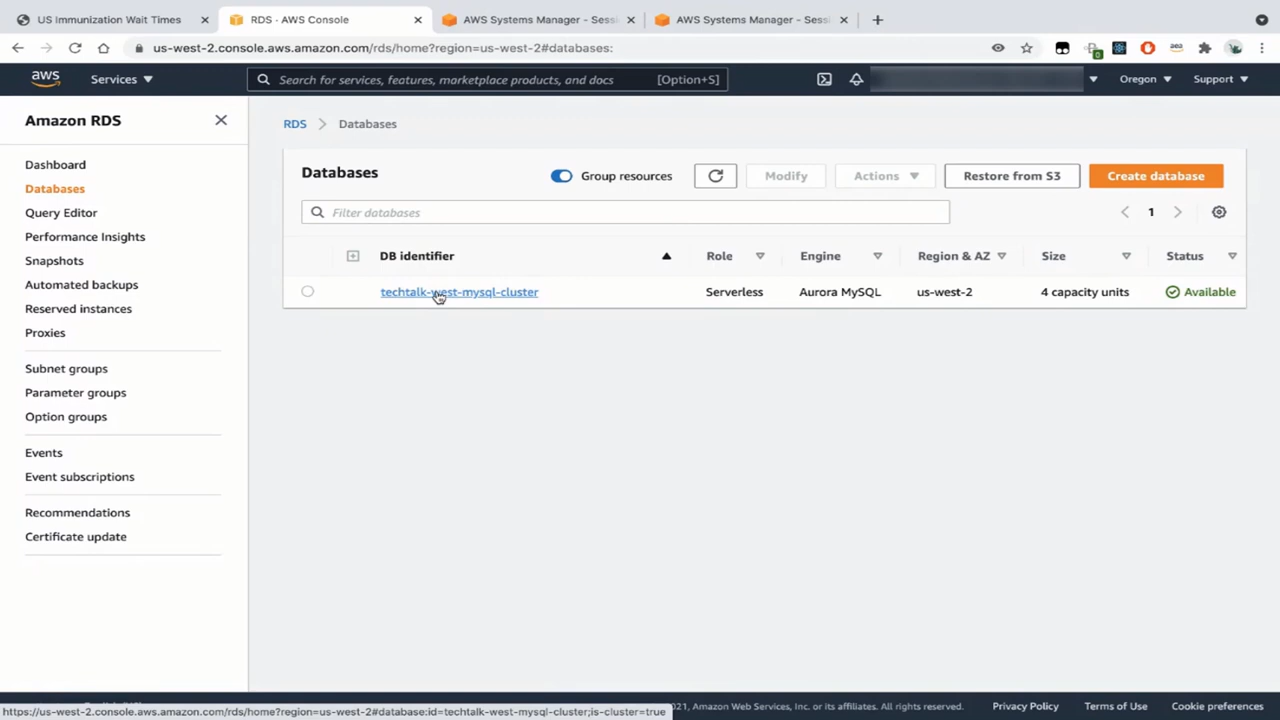 US Immunization Wait Times
RDS · AWS Console
AWS Systems Manager - Sessi
AWS Systems Manager - Sessi
us-west-2.console.aws.amazon.com/rds/home?region=us-west-2#databases:
aws
Services
Search for services, features, marketplace products, and docs
[Option+S]
Oregon
Support
Amazon RDS
Dashboard
Databases
Query Editor
Performance Insights
Snapshots
Automated backups
Reserved instances
Proxies
Subnet groups
Parameter groups
Option groups
Events
Event subscriptions
Recommendations
Certificate update
RDS
Databases
Databases
Group resources
Modify
Actions
Restore from S3
Create database
Filter databases
1
DB identifier
Role
Engine
Region & AZ
Size
Status
techtalk-west-mysql-cluster
Serverless
Aurora MySQL
us-west-2
4 capacity units
Available
https://us-west-2.console.aws.amazon.com/rds/home?region=us-west-2#database:id=techtalk-west-mysql-cluster;is-cluster=true
021, Amazon Web Services, Inc. or its affiliates. All rights reserved.
Privacy Policy
Terms of Use
Cookie preferences